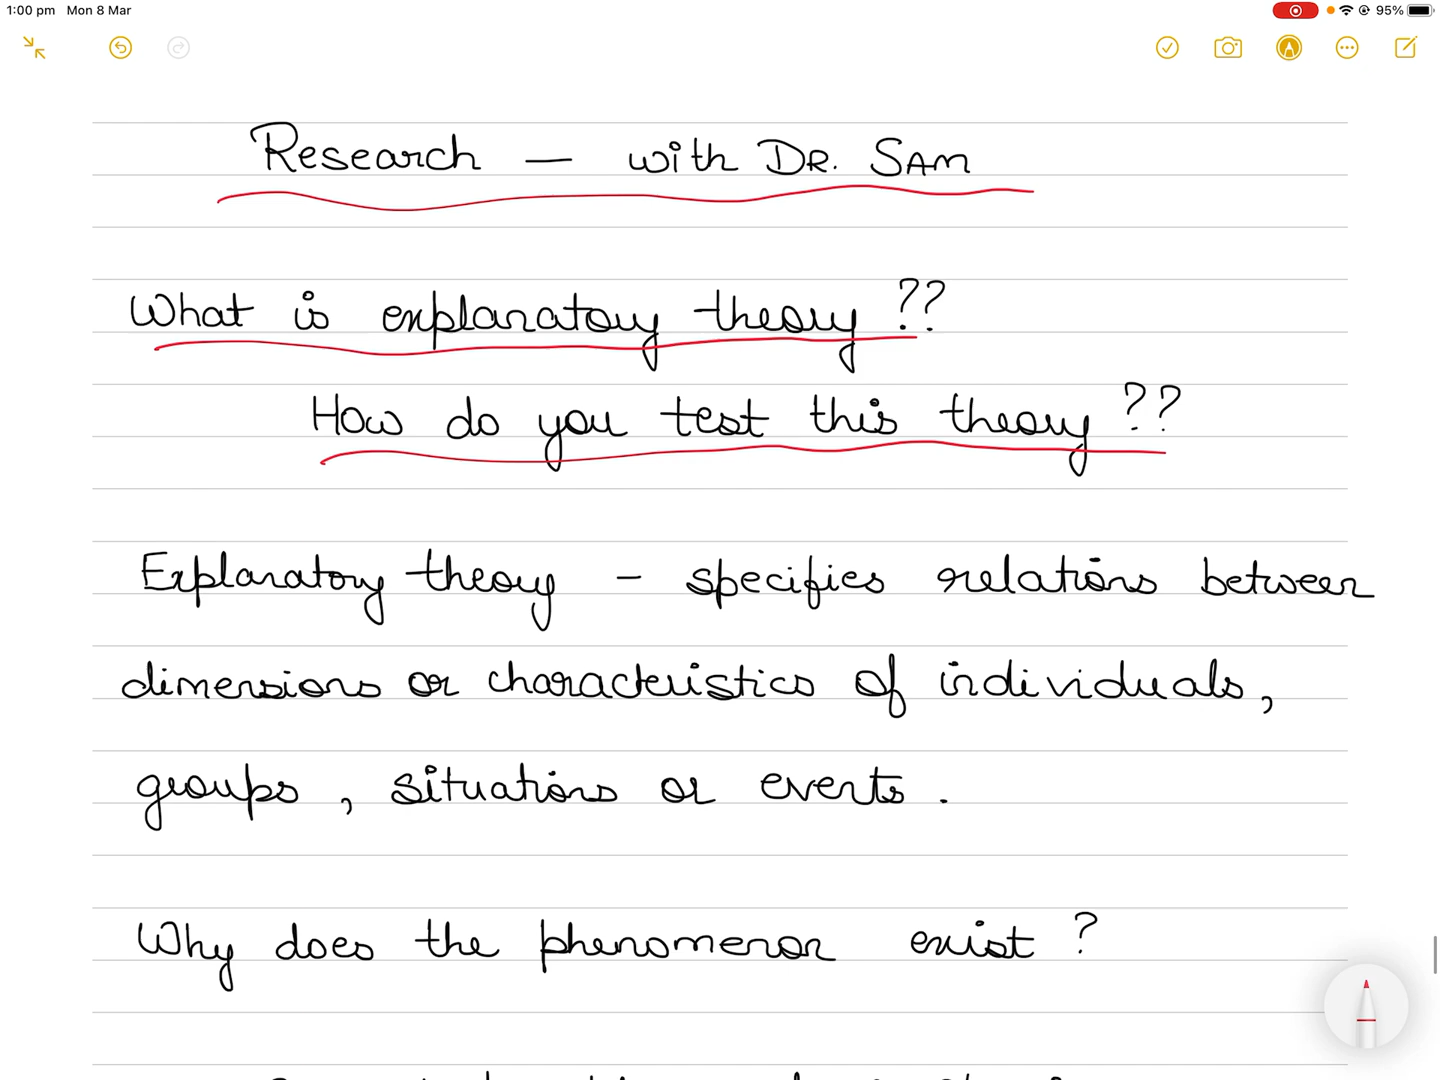 1:00 pm Mon 8 Mar 95%
Research — with DR. SAM
What is explanatory theory ??
How do you test this theory ??
Explanatory theory - specifies relations between
dimensions or characteristics of individuals,
groups, situations or events.
Why does the phenomenon exist ?